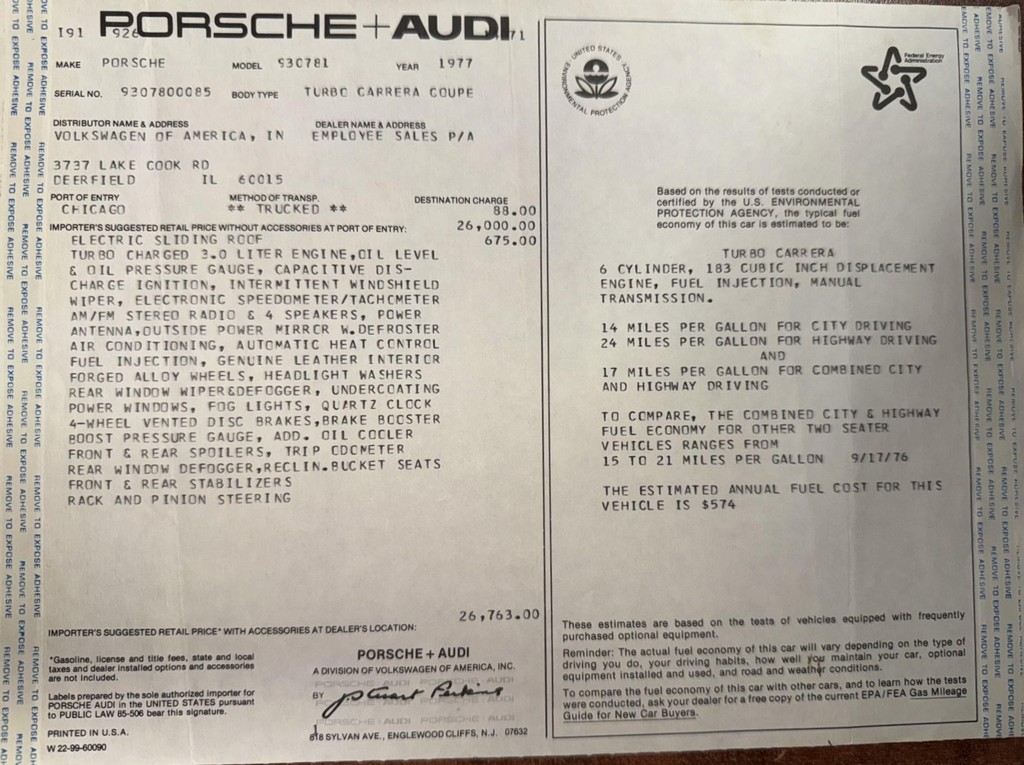 PORSCHE+AUDI
I91 926 71
MAKE PORSCHE MODEL 930781 YEAR 1977
SERIAL NO. 9307800085 BODY TYPE TURBO CARRERA COUPE
DISTRIBUTOR NAME & ADDRESS DEALER NAME & ADDRESS
VOLKSWAGEN OF AMERICA, IN EMPLOYEE SALES P/A
3737 LAKE COOK RD
DEERFIELD IL 60015
PORT OF ENTRY METHOD OF TRANSP. DESTINATION CHARGE
CHICAGO ** TRUCKED ** 88.00
IMPORTER'S SUGGESTED RETAIL PRICE WITHOUT ACCESSORIES AT PORT OF ENTRY: 26,000.00
ELECTRIC SLIDING ROOF 675.00
TURBO CHARGED 3.0 LITER ENGINE,OIL LEVEL
& OIL PRESSURE GAUGE, CAPACITIVE DIS-
CHARGE IGNITION, INTERMITTENT WINDSHIELD
WIPER, ELECTRONIC SPEEDOMETER/TACHOMETER
AM/FM STEREO RADIO & 4 SPEAKERS, POWER
ANTENNA,OUTSIDE POWER MIRROR W.DEFROSTER
AIR CONDITIONING, AUTOMATIC HEAT CONTROL
FUEL INJECTION, GENUINE LEATHER INTERIOR
FORGED ALLOY WHEELS, HEADLIGHT WASHERS
REAR WINDOW WIPER&DEFOGGER, UNDERCOATING
POWER WINDOWS, FOG LIGHTS, QUARTZ CLOCK
4-WHEEL VENTED DISC BRAKES,BRAKE BOOSTER
BOOST PRESSURE GAUGE, ADD. OIL COOLER
FRONT & REAR SPOILERS, TRIP ODOMETER
REAR WINDOW DEFOGGER,RECLIN.BUCKET SEATS
FRONT & REAR STABILIZERS
RACK AND PINION STEERING
26,763.00
IMPORTER'S SUGGESTED RETAIL PRICE* WITH ACCESSORIES AT DEALER'S LOCATION:
*Gasoline, license and title fees, state and local
taxes and dealer installed options and accessories
are not included.
Labels prepared by the sole authorized importer for
PORSCHE AUDI in the UNITED STATES pursuant
to PUBLIC LAW 85-506 bear this signature.
PRINTED IN U.S.A.
W 22-99-60090
PORSCHE + AUDI
A DIVISION OF VOLKSWAGEN OF AMERICA, INC.
PORSCHE + AUDI PORSCHE + AUDI
BY J. Stuart Perkins
PORSCHE + AUDI PORSCHE + AUDI
818 SYLVAN AVE., ENGLEWOOD CLIFFS, N.J. 07632
UNITED STATES
ENVIRONMENTAL PROTECTION AGENCY
Federal Energy
Administration
Based on the results of tests conducted or
certified by the U.S. ENVIRONMENTAL
PROTECTION AGENCY, the typical fuel
economy of this car is estimated to be:
TURBO CARRERA
6 CYLINDER, 183 CUBIC INCH DISPLACEMENT
ENGINE, FUEL INJECTION, MANUAL
TRANSMISSION.
14 MILES PER GALLON FOR CITY DRIVING
24 MILES PER GALLON FOR HIGHWAY DRIVING
AND
17 MILES PER GALLON FOR COMBINED CITY
AND HIGHWAY DRIVING
TO COMPARE, THE COMBINED CITY & HIGHWAY
FUEL ECONOMY FOR OTHER TWO SEATER
VEHICLES RANGES FROM
15 TO 21 MILES PER GALLON 9/17/76
THE ESTIMATED ANNUAL FUEL COST FOR THIS
VEHICLE IS $574
These estimates are based on the tests of vehicles equipped with frequently
purchased optional equipment.
Reminder: The actual fuel economy of this car will vary depending on the type of
driving you do, your driving habits, how well you maintain your car, optional
equipment installed and used, and road and weather conditions.
To compare the fuel economy of this car with other cars, and to learn how the tests
were conducted, ask your dealer for a free copy of the current EPA/FEA Gas Mileage
Guide for New Car Buyers.
REMOVE TO EXPOSE ADHESIVE